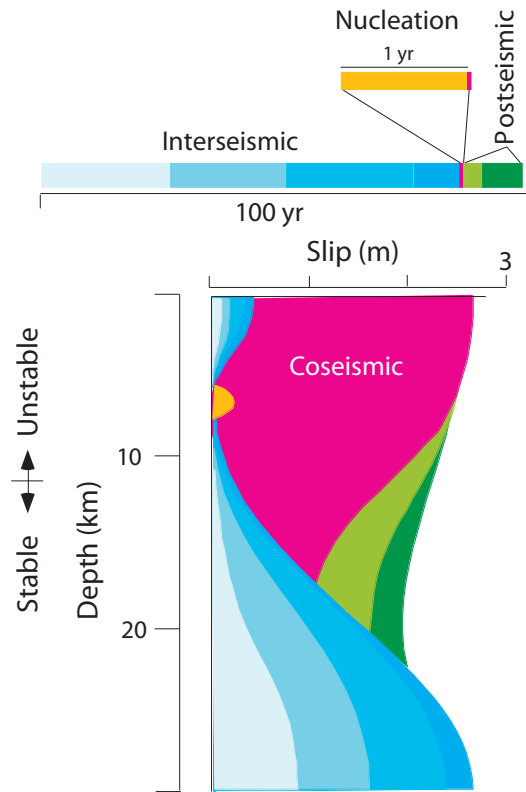 Nucleation
1 yr
Postseismic
Interseismic
100 yr
Slip (m)
3
Coseismic
Unstable
Stable
Depth (km)
10
20